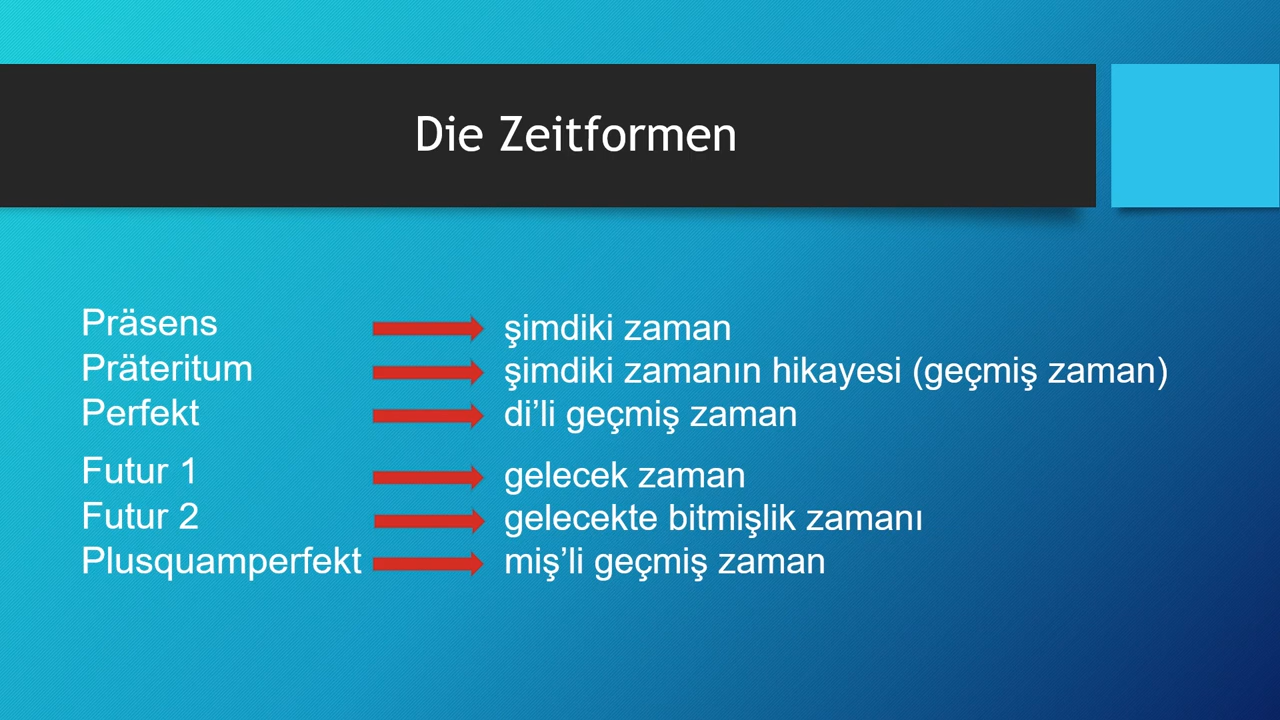 Die Zeitformen
Präsens şimdiki zaman
Präteritum şimdiki zamanın hikayesi (geçmiş zaman)
Perfekt di’li geçmiş zaman
Futur 1 gelecek zaman
Futur 2 gelecekte bitmişlik zamanı
Plusquamperfekt miş’li geçmiş zaman